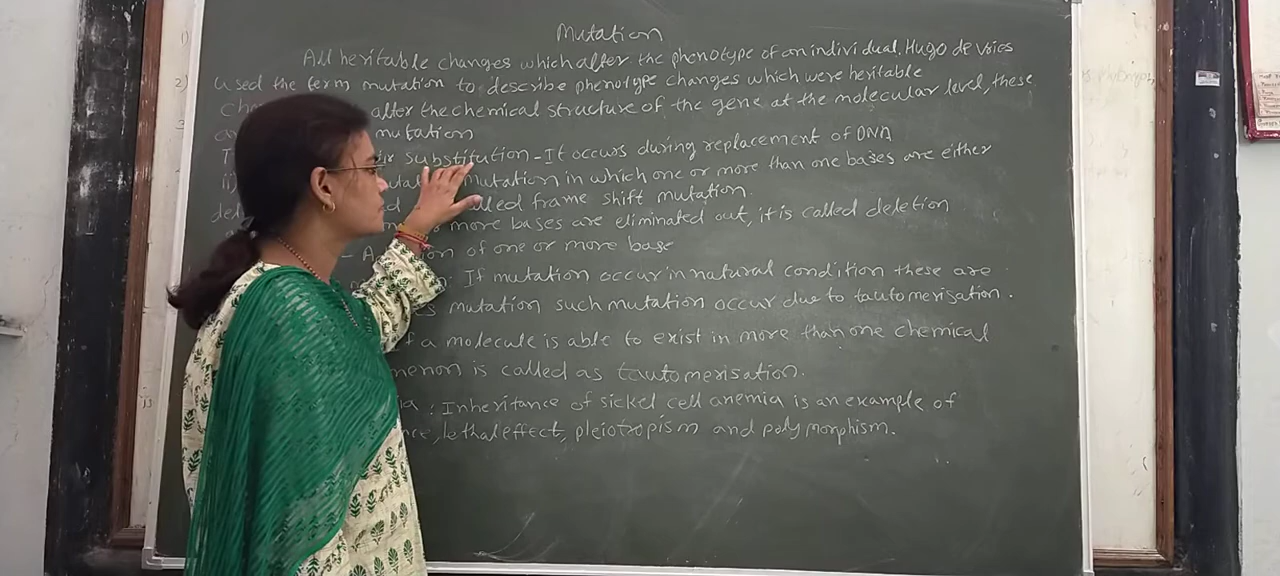 Mutation
All heritable changes which alter the phenotype of an individual. Hugo de Vries
2) used the term mutation to describe phenotype changes which were heritable
alter the chemical structure of the gene at the molecular level, these
mutation
substitution - It occurs during replacement of DNA
ii) mutation in which one or more than one bases are either
called frame shift mutation.
more bases are eliminated out, it is called deletion
- of one or more base
If mutation occur in natural condition these are
mutation such mutation occur due to tautomerisation.
a molecule is able to exist in more than one chemical
is called as tautomerisation.
: Inheritance of sickel cell anemia is an example of
lethal effect, pleiotropism and polymorphism.